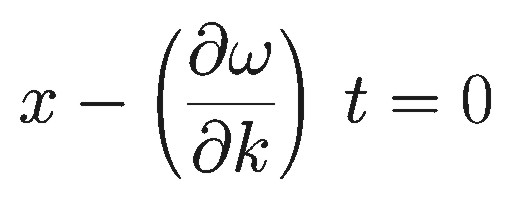 x − (∂ω/∂k) t = 0